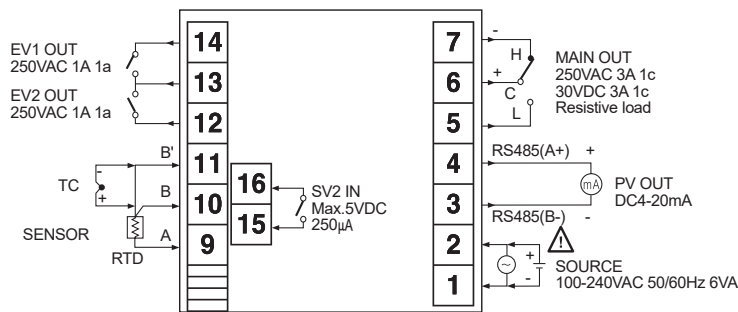 14
EV1 OUT
250VAC 1A 1a
13
EV2 OUT
250VAC 1A 1a
12
B'
11
-
TC
+
B
10
SENSOR
A
9
RTD
16
15
SV2 IN
Max.5VDC
250µA
7
-
H
MAIN OUT
250VAC 3A 1c
30VDC 3A 1c
Resistive load
6
+
C
L
5
4
RS485(A+)
+
mA
PV OUT
DC4-20mA
3
RS485(B-)
-
2
!
+
~
-
SOURCE
100-240VAC 50/60Hz 6VA
1